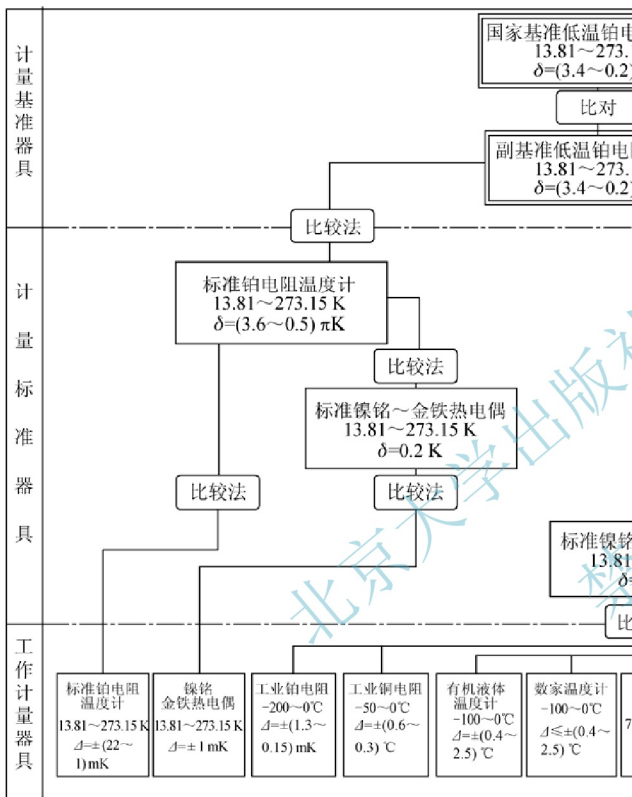 计量基准器具
国家基准低温铂电
13.81～273.
δ=(3.4～0.2)
比对
副基准低温铂电
13.81～273.
δ=(3.4～0.2)
比较法
计量标准器具
标准铂电阻温度计
13.81～273.15 K
δ=(3.6～0.5) πK
比较法
标准镍铭～金铁热电偶
13.81～273.15 K
δ=0.2 K
比较法
比较法
标准镍铭
13.81
δ=
比
工作计量器具
标准铂电阻
温度计
13.81～273.15 K
Δ=±(22～
1)mK
镍铭
金铁热电偶
13.81～273.15 K
Δ=±1 mK
工业铂电阻
-200～0℃
Δ=±(1.3～
0.15) mK
工业铜电阻
-50～0℃
Δ=±(0.6～
0.3) ℃
有机液体
温度计
-100～0℃
Δ=±(0.4～
2.5) ℃
数家温度计
-100～0℃
Δ≤±(0.4～
2.5) ℃
7
北京大学出版社
禁